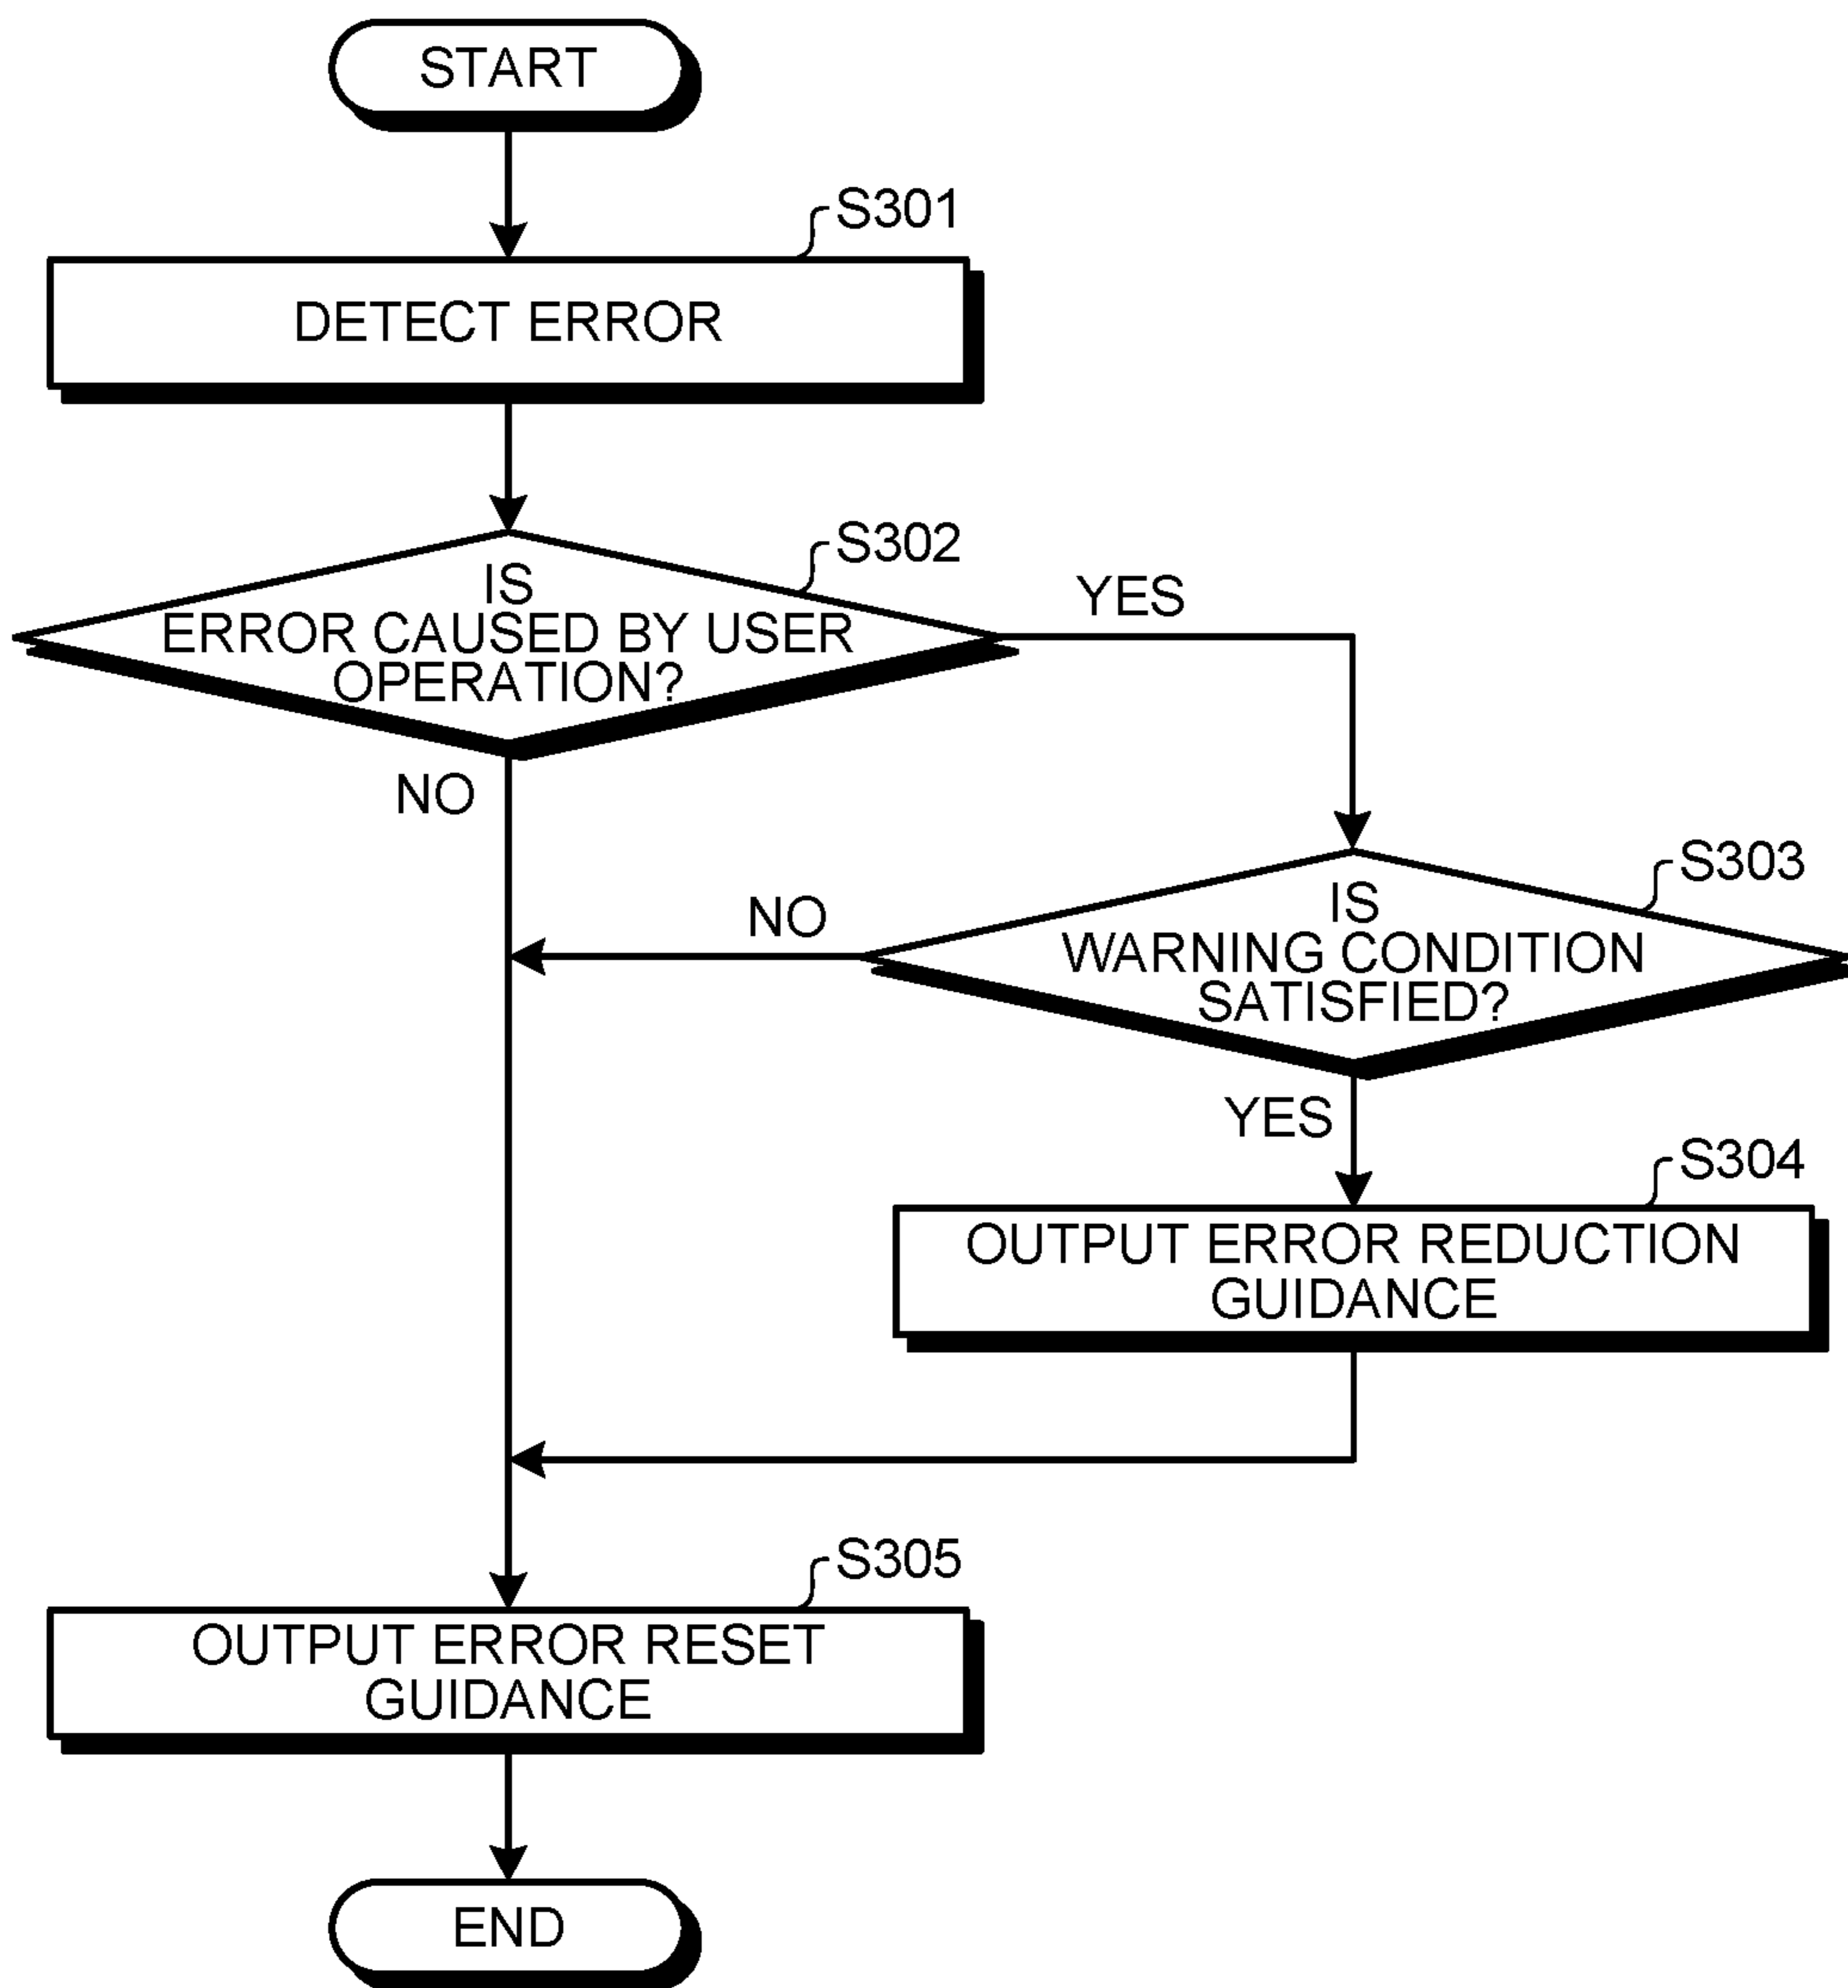 START
S301
DETECT ERROR
S302
IS
ERROR CAUSED BY USER
OPERATION?
YES
NO
S303
IS
WARNING CONDITION
SATISFIED?
NO
YES
S304
OUTPUT ERROR REDUCTION
GUIDANCE
S305
OUTPUT ERROR RESET
GUIDANCE
END